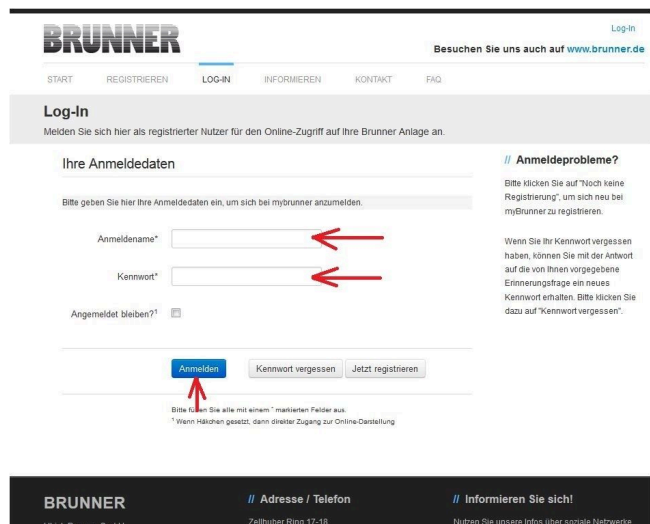 BRUNNER
Log-In
Besuchen Sie uns auch auf www.brunner.de
START REGISTRIEREN LOG-IN INFORMIEREN KONTAKT FAQ
Log-In
Melden Sie sich hier als registrierter Nutzer für den Online-Zugriff auf Ihre Brunner Anlage an.
Ihre Anmeldedaten
Bitte geben Sie hier Ihre Anmeldedaten ein, um sich bei mybrunner anzumelden.
Anmeldename*
Kennwort*
Angemeldet bleiben?¹
Anmelden Kennwort vergessen Jetzt registrieren
Bitte füllen Sie alle mit einem * markierten Felder aus.
¹ Wenn Häkchen gesetzt, dann direkter Zugang zur Online-Darstellung
// Anmeldeprobleme?
Bitte klicken Sie auf "Noch keine
Registrierung", um sich neu bei
myBrunner zu registrieren.
Wenn Sie Ihr Kennwort vergessen
haben, können Sie mit der Antwort
auf die von Ihnen vorgegebene
Erinnerungsfrage ein neues
Kennwort erhalten. Bitte klicken Sie
dazu auf "Kennwort vergessen".
BRUNNER
// Adresse / Telefon
Zellhuber Ring 17-18
// Informieren Sie sich!
Nutzen Sie unsere Infos über soziale Netzwerke